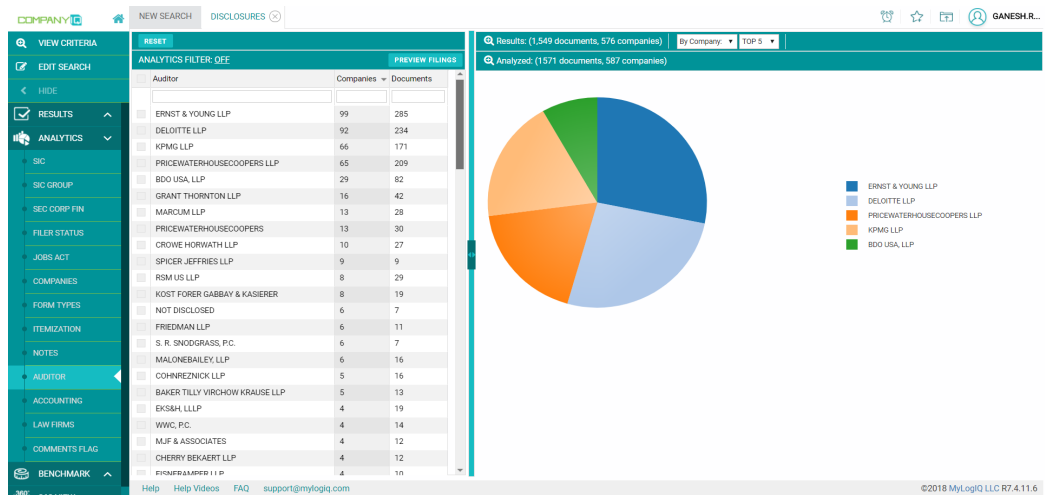 COMPANY IQ
NEW SEARCH
DISCLOSURES
GANESH.R...
VIEW CRITERIA
EDIT SEARCH
HIDE
RESULTS
ANALYTICS
SIC
SIC GROUP
SEC CORP FIN
FILER STATUS
JOBS ACT
COMPANIES
FORM TYPES
ITEMIZATION
NOTES
AUDITOR
ACCOUNTING
LAW FIRMS
COMMENTS FLAG
BENCHMARK
360°
RESET
ANALYTICS FILTER: OFF
PREVIEW FILINGS
Auditor Companies Documents
ERNST & YOUNG LLP 99 285
DELOITTE LLP 92 234
KPMG LLP 66 171
PRICEWATERHOUSECOOPERS LLP 65 209
BDO USA, LLP 29 82
GRANT THORNTON LLP 16 42
MARCUM LLP 13 28
PRICEWATERHOUSECOOPERS 13 30
CROWE HORWATH LLP 10 27
SPICER JEFFRIES LLP 9 9
RSM US LLP 8 29
KOST FORER GABBAY & KASIERER 8 19
NOT DISCLOSED 6 7
FRIEDMAN LLP 6 11
S. R. SNODGRASS, P.C. 6 7
MALONEBAILEY, LLP 6 16
COHNREZNICK LLP 5 16
BAKER TILLY VIRCHOW KRAUSE LLP 5 13
EKS&H, LLLP 4 19
WWC, P.C. 4 14
MJF & ASSOCIATES 4 12
CHERRY BEKAERT LLP 4 12
EISNERAMPER LLP 4 10
Results: (1,549 documents, 576 companies) By Company: TOP 5
Analyzed: (1571 documents, 587 companies)
ERNST & YOUNG LLP
DELOITTE LLP
PRICEWATERHOUSECOOPERS LLP
KPMG LLP
BDO USA, LLP
Help Help Videos FAQ support@mylogiq.com
©2018 MyLogIQ LLC R7.4.11.6